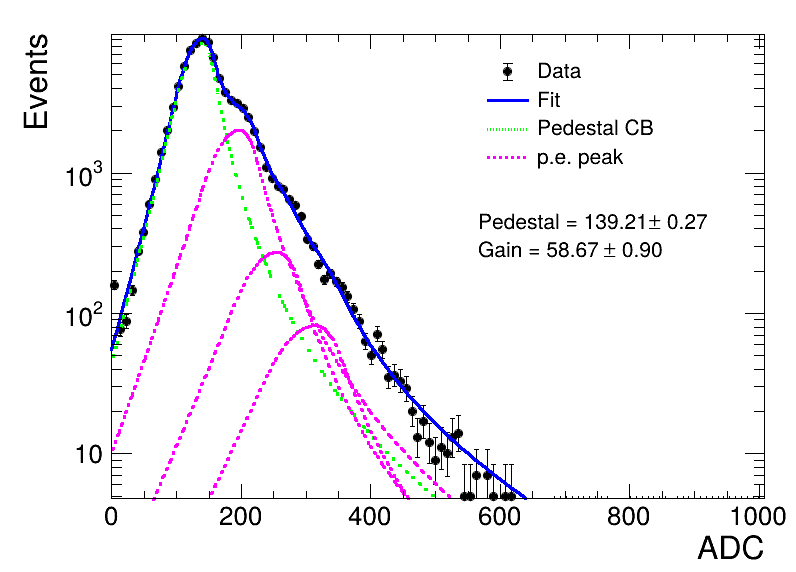 Events
Data
Fit
Pedestal CB
p.e. peak
Pedestal = 139.21± 0.27
Gain = 58.67 ± 0.90
10³
10²
10
0 200 400 600 800 1000
ADC